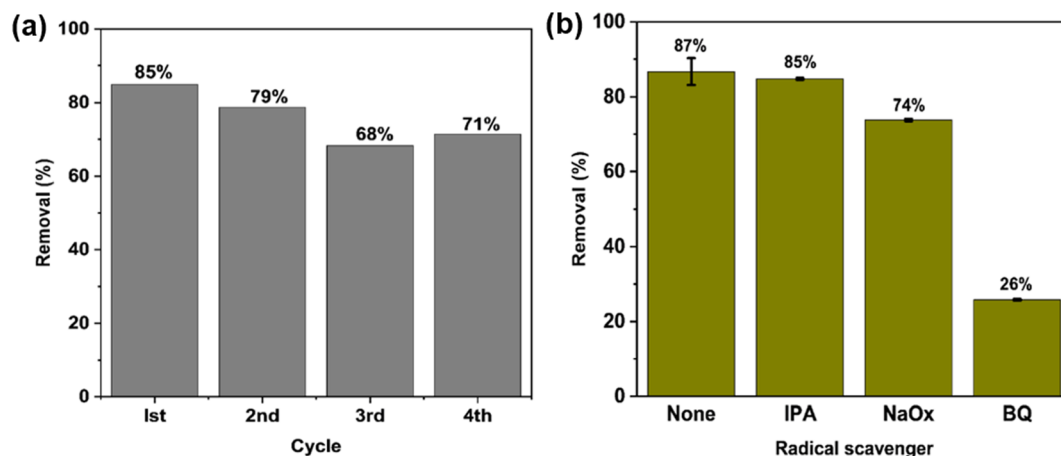 (a)
100
80
60
40
20
0
Removal (%)
85%
79%
68%
71%
Ist
2nd
3rd
4th
Cycle
(b)
100
80
60
40
20
0
Removal (%)
87%
85%
74%
26%
None
IPA
NaOx
BQ
Radical scavenger